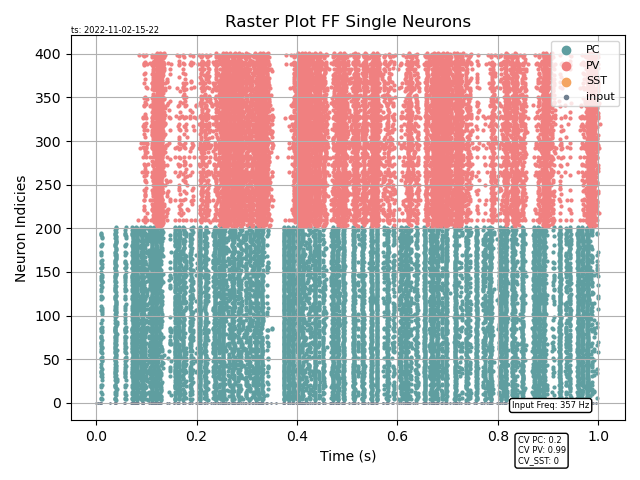 Raster Plot FF Single Neurons
ts: 2022-11-02-15-22
PC
PV
SST
input
400
350
300
250
200
150
100
50
0
Neuron Indicies
0.0 0.2 0.4 0.6 0.8 1.0
Time (s)
Input Freq: 357 Hz
CV PC: 0.2
CV PV: 0.99
CV_SST: 0